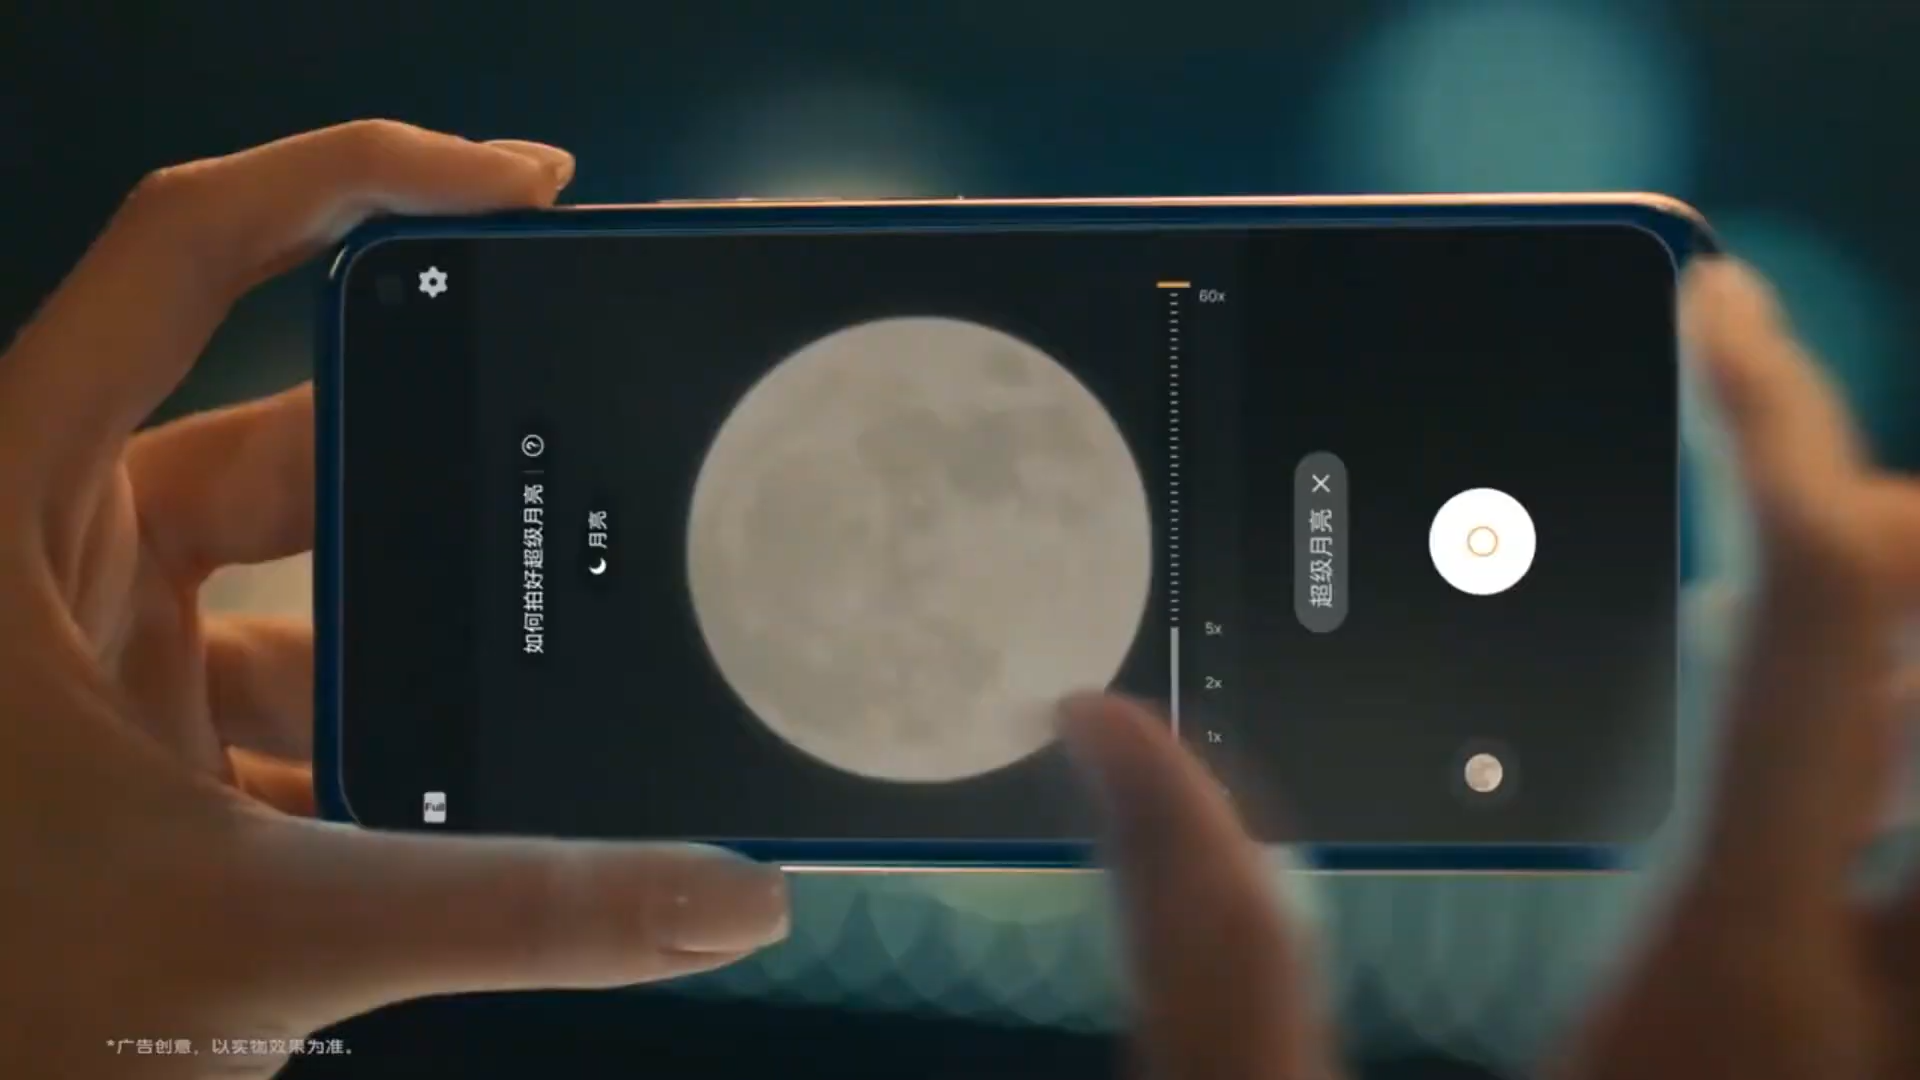 如何拍好超级月亮
月亮
60x
5x
2x
1x
超级月亮
Full
*广告创意，以实物效果为准。